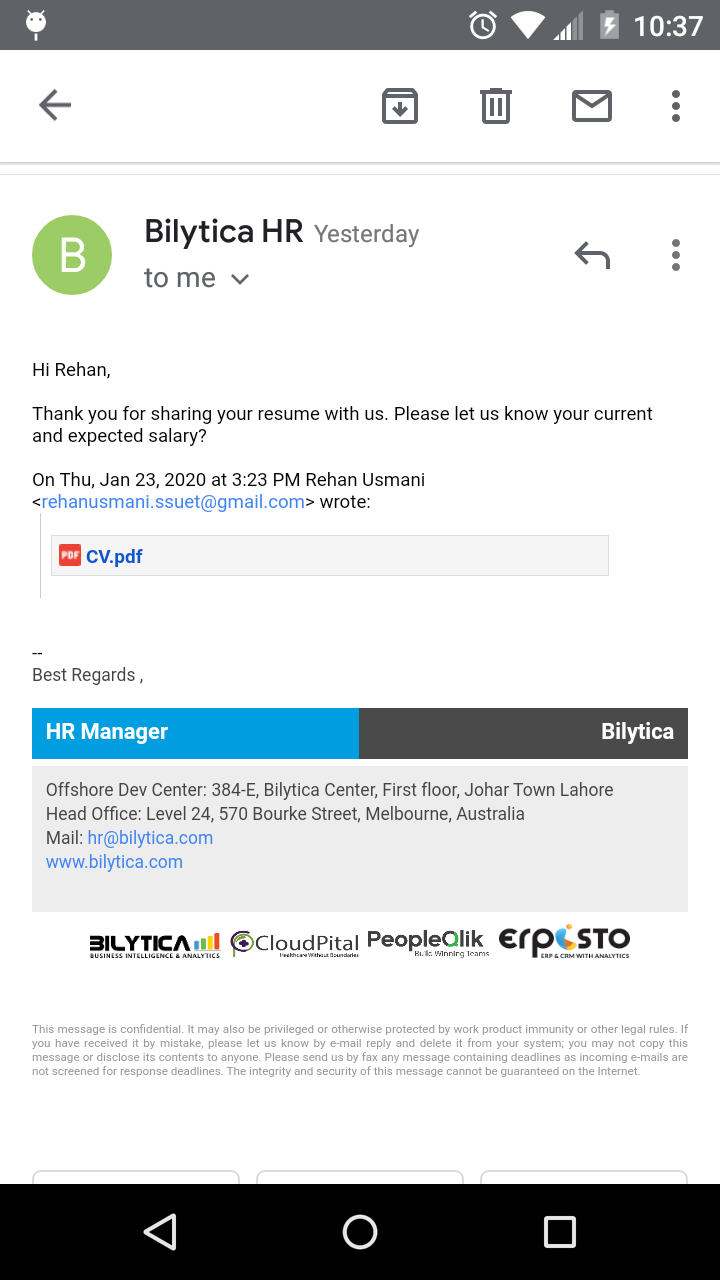 10:37
B
Bilytica HR Yesterday
to me
Hi Rehan,
Thank you for sharing your resume with us. Please let us know your current
and expected salary?
On Thu, Jan 23, 2020 at 3:23 PM Rehan Usmani
<rehanusmani.ssuet@gmail.com> wrote:
PDF CV.pdf
--
Best Regards ,
HR Manager Bilytica
Offshore Dev Center: 384-E, Bilytica Center, First floor, Johar Town Lahore
Head Office: Level 24, 570 Bourke Street, Melbourne, Australia
Mail: hr@bilytica.com
www.bilytica.com
BILYTICA CloudPital PeopleQlik erpisto
BUSINESS INTELLIGENCE & ANALYTICS Healthcare Without Boundaries Build Winning Teams ERP & CRM WITH ANALYTICS
This message is confidential. It may also be privileged or otherwise protected by work product immunity or other legal rules. If
you have received it by mistake, please let us know by e-mail reply and delete it from your system; you may not copy this
message or disclose its contents to anyone. Please send us by fax any message containing deadlines as incoming e-mails are
not screened for response deadlines. The integrity and security of this message cannot be guaranteed on the Internet.